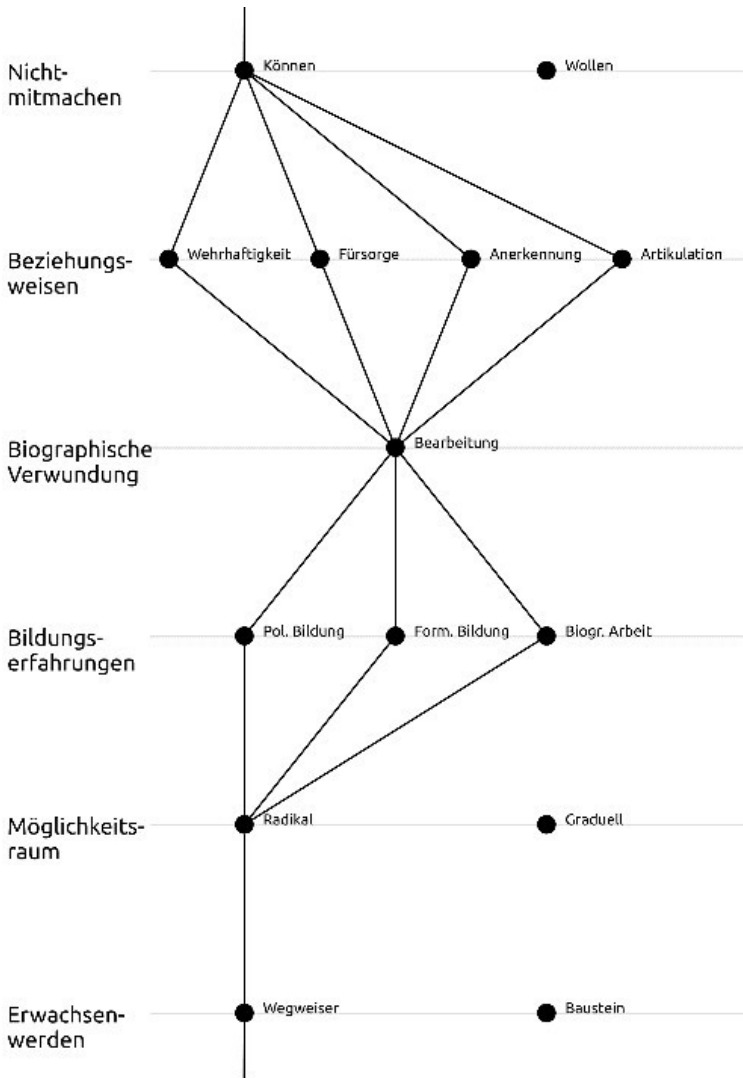 Nicht-
mitmachen
Können
Wollen
Beziehungs-
weisen
Wehrhaftigkeit
Fürsorge
Anerkennung
Artikulation
Biographische
Verwundung
Bearbeitung
Bildungs-
erfahrungen
Pol. Bildung
Form. Bildung
Biogr. Arbeit
Möglichkeits-
raum
Radikal
Graduell
Erwachsen-
werden
Wegweiser
Baustein